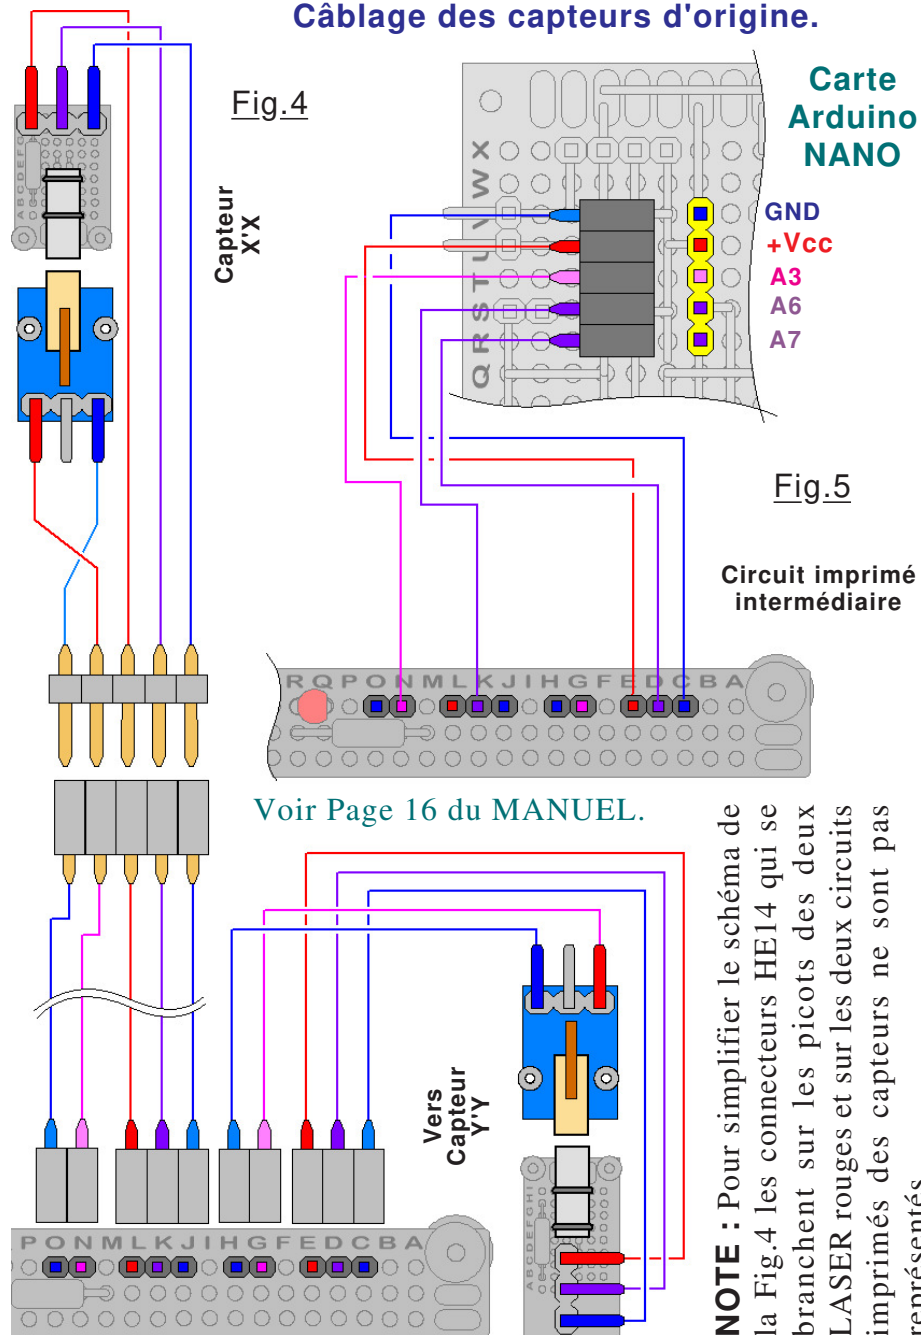 Câblage des capteurs d'origine.
Fig.4
Carte
Arduino
NANO
Capteur
X'X
ABCDEF
QRSTUVWX
GND
+Vcc
A3
A6
A7
Fig.5
Circuit imprimé
intermédiaire
RQPONMLKJIHGFEDCBA
Voir Page 16 du MANUEL.
Vers
Capteur
Y'Y
PONMLKJIHGFEDCBA
ABCDEFGHI
NOTE : Pour simplifier le schéma de
la Fig.4 les connecteurs HE14 qui se
branchent sur les picots des deux
LASER rouges et sur les deux circuits
imprimés des capteurs ne sont pas
représentés